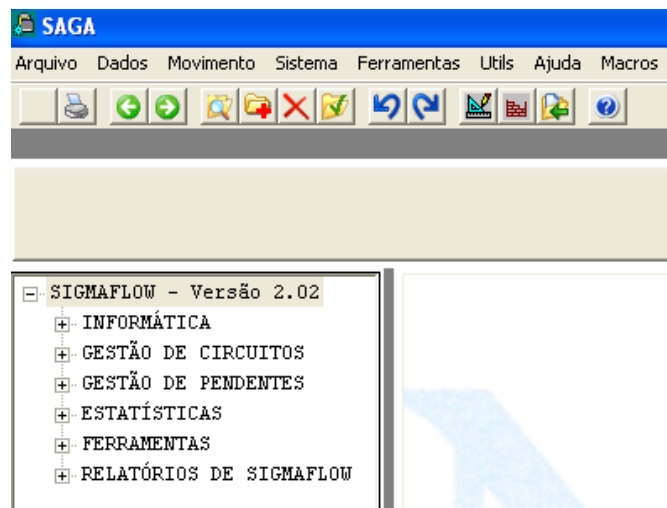 SAGA
Arquivo Dados Movimento Sistema Ferramentas Utils Ajuda Macros
SIGMAFLOW - Versão 2.02
INFORMÁTICA
GESTÃO DE CIRCUITOS
GESTÃO DE PENDENTES
ESTATÍSTICAS
FERRAMENTAS
RELATÓRIOS DE SIGMAFLOW